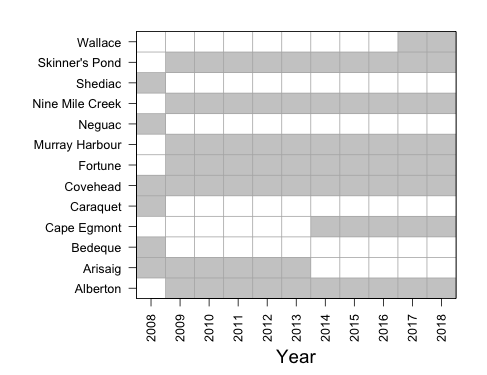 Wallace
Skinner's Pond
Shediac
Nine Mile Creek
Neguac
Murray Harbour
Fortune
Covehead
Caraquet
Cape Egmont
Bedeque
Arisaig
Alberton
2008 2009 2010 2011 2012 2013 2014 2015 2016 2017 2018
Year